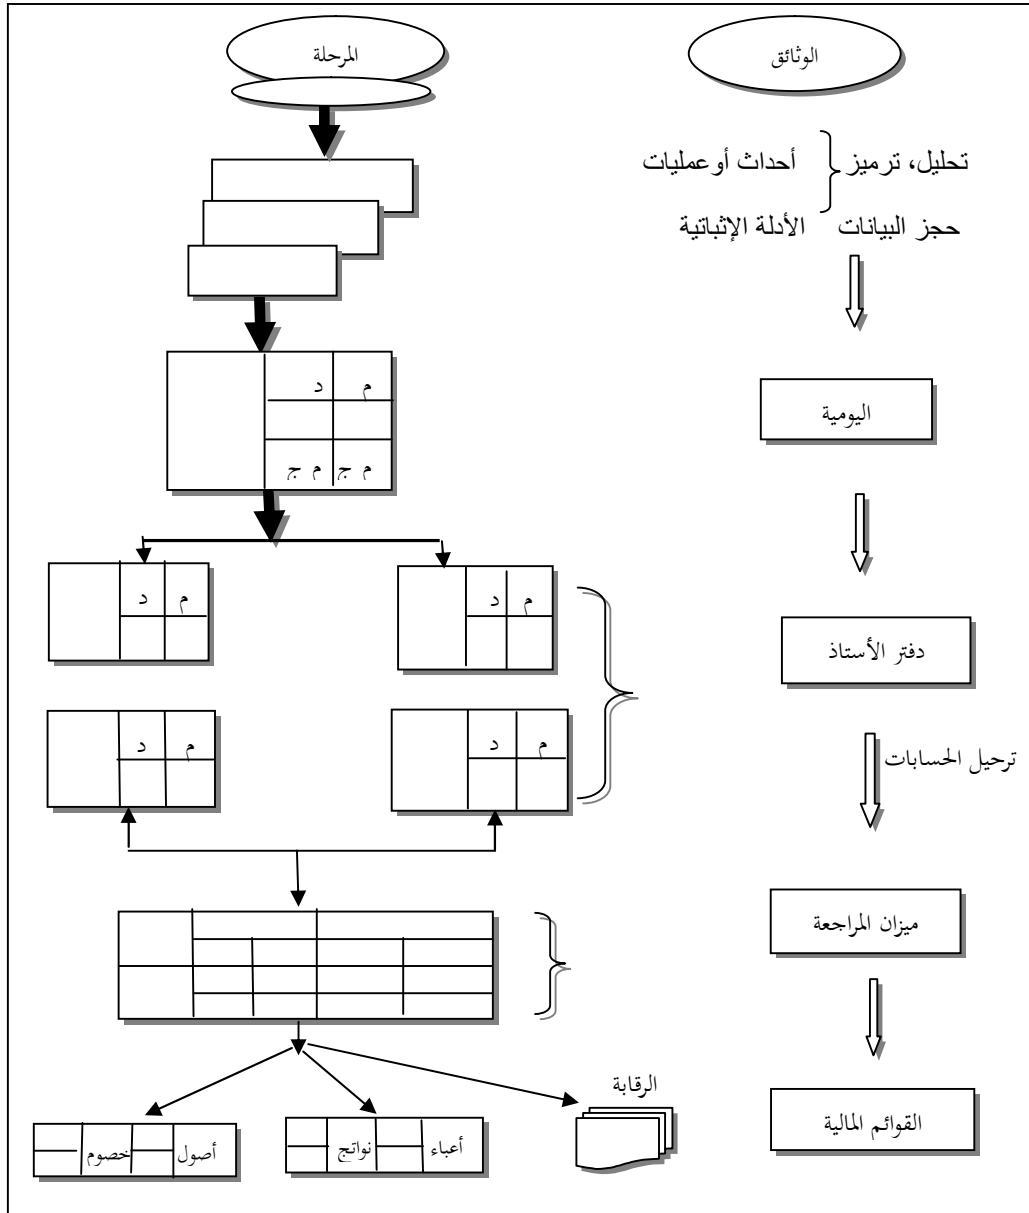 الوثائق
المرحلة
تحليل، ترميز أحداث أوعمليات
حجز البيانات الأدلة الإثباتية
م د
م ج م ج
اليومية
م د
م د
دفتر الأستاذ
م د
م د
ترحيل الحسابات
ميزان المراجعة
الرقابة
القوائم المالية
أعباء نواتج
أصول خصوم